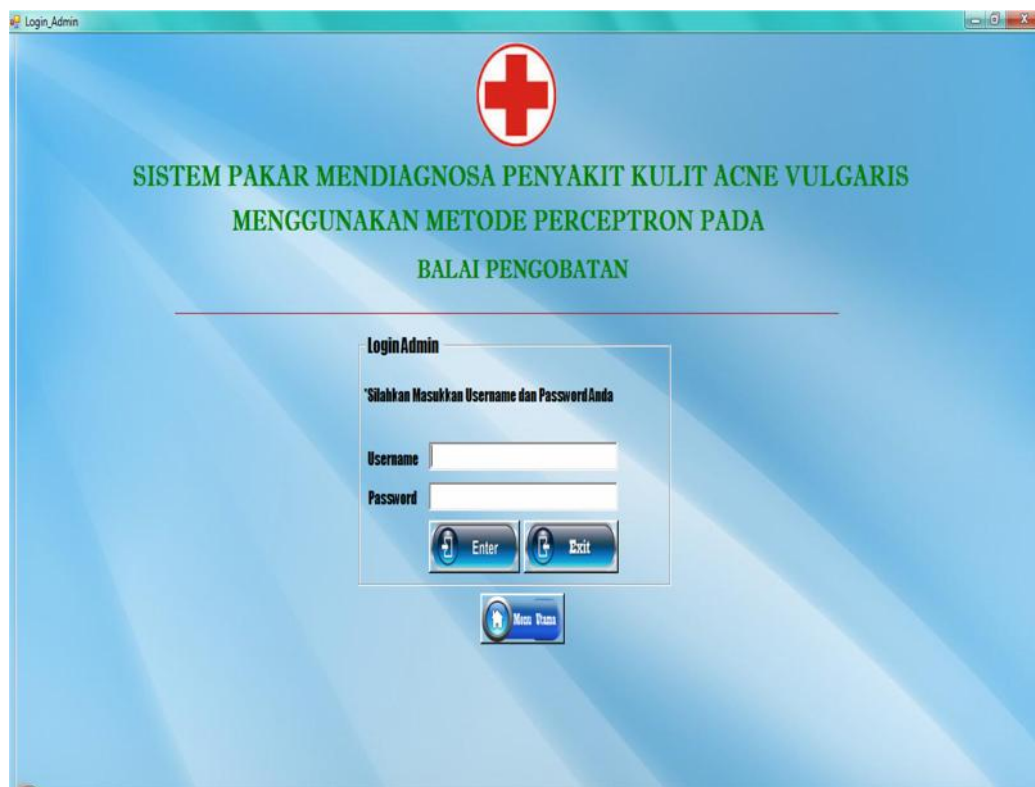 Login_Admin
SISTEM PAKAR MENDIAGNOSA PENYAKIT KULIT ACNE VULGARIS
MENGGUNAKAN METODE PERCEPTRON PADA
BALAI PENGOBATAN
Login Admin
*Silahkan Masukkan Username dan Password Anda
Username
Password
Enter Exit
Menu Utama